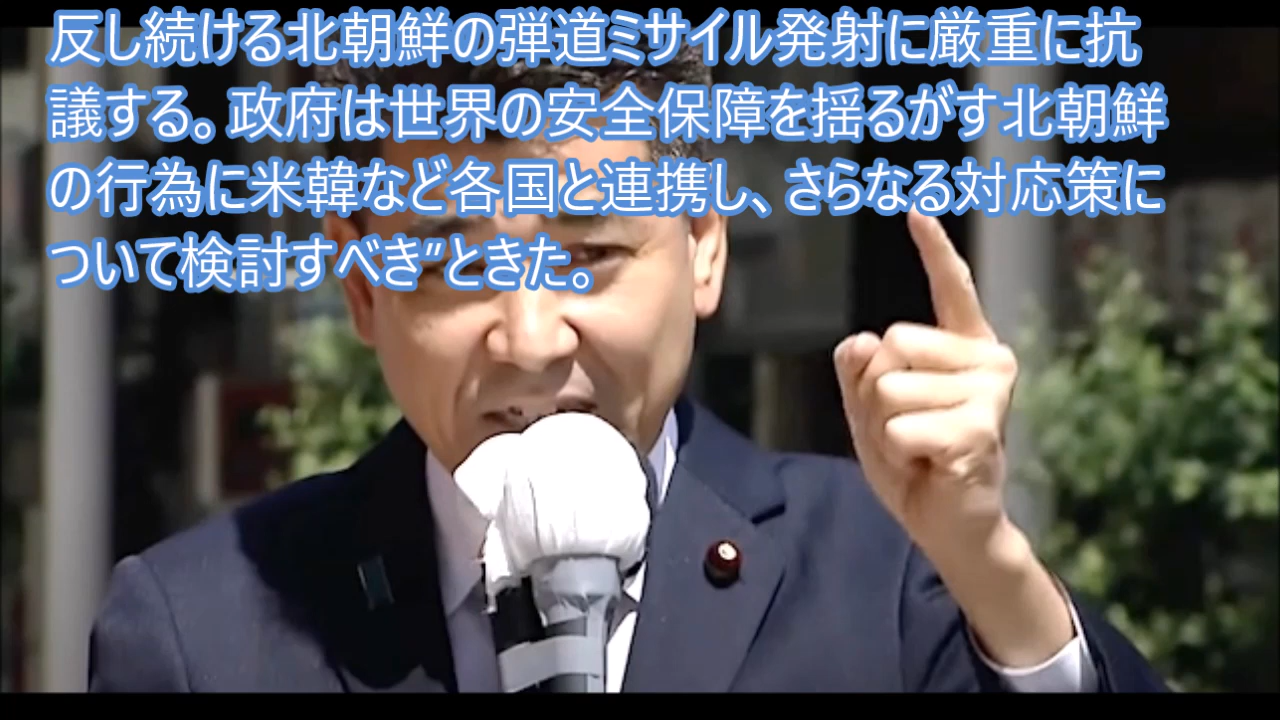 反し続ける北朝鮮の弾道ミサイル発射に厳重に抗
議する。政府は世界の安全保障を揺るがす北朝鮮
の行為に米韓など各国と連携し、さらなる対応策に
ついて検討すべき”ときた。